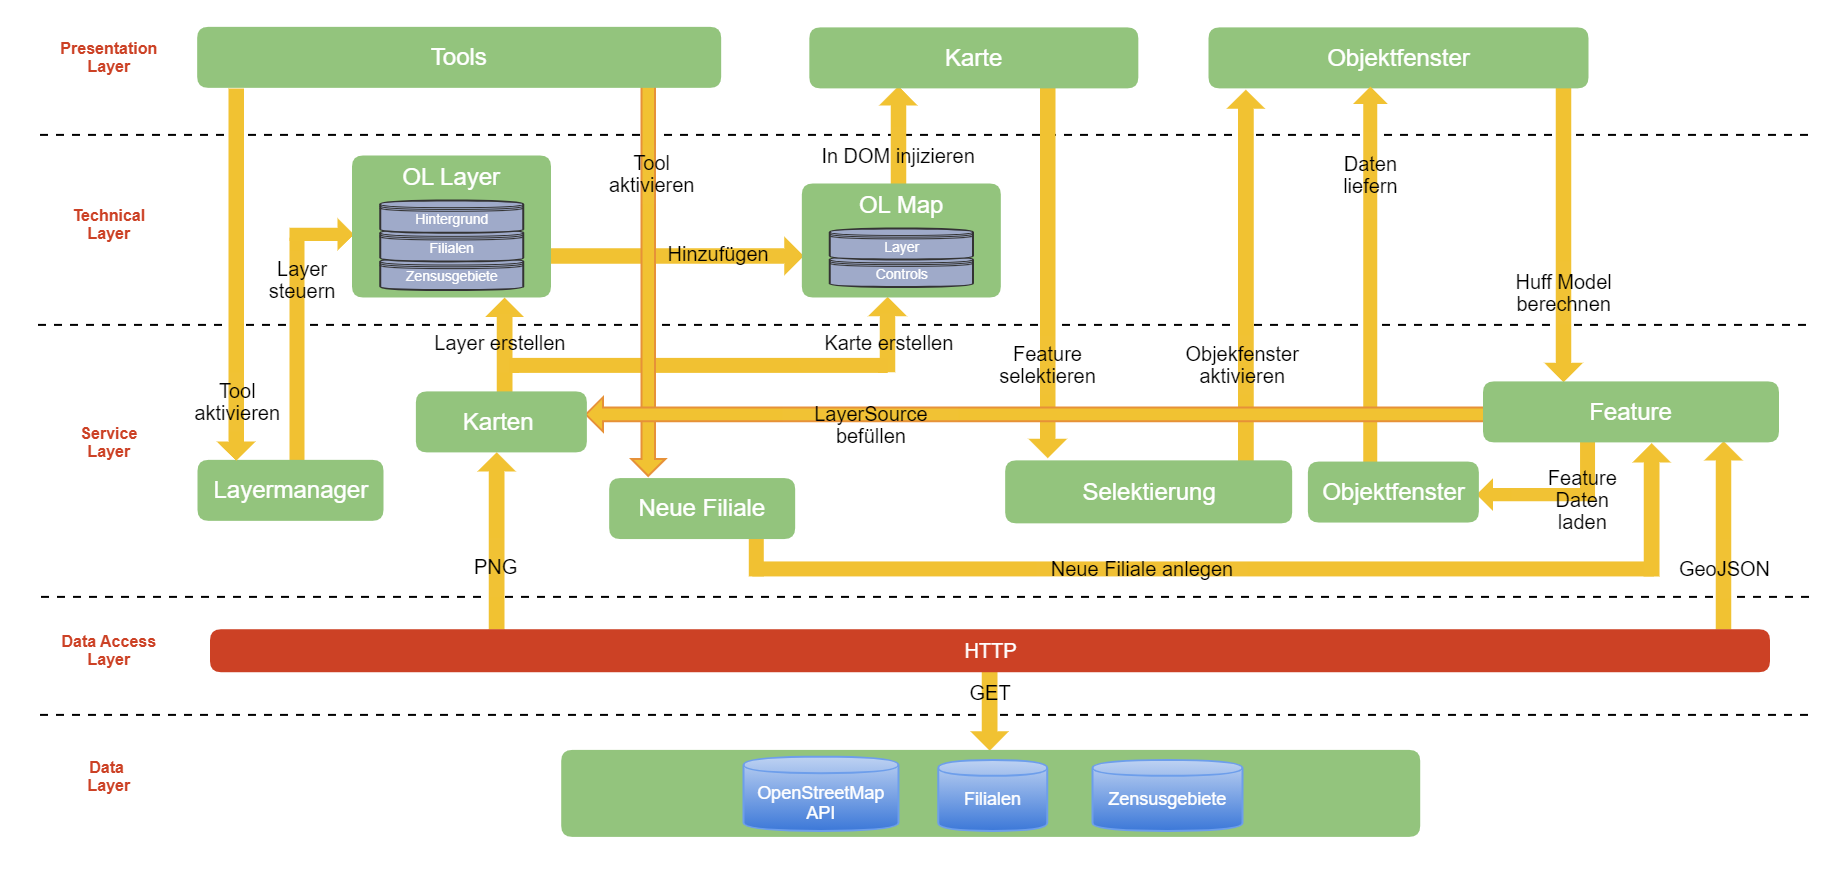 Presentation
Layer
Tools
Karte
Objektfenster
Technical
Layer
OL Layer
Hintergrund
Filialen
Zensusgebiete
Tool
aktivieren
In DOM injizieren
OL Map
Layer
Controls
Daten
liefern
Layer
steuern
Hinzufügen
Huff Model
berechnen
Layer erstellen
Karte erstellen
Feature
selektieren
Objekfenster
aktivieren
Service
Layer
Tool
aktivieren
Karten
LayerSource
befüllen
Feature
Layermanager
Neue Filiale
Selektierung
Objektfenster
Feature
Daten
laden
PNG
Neue Filiale anlegen
GeoJSON
Data Access
Layer
HTTP
GET
Data
Layer
OpenStreetMap
API
Filialen
Zensusgebiete